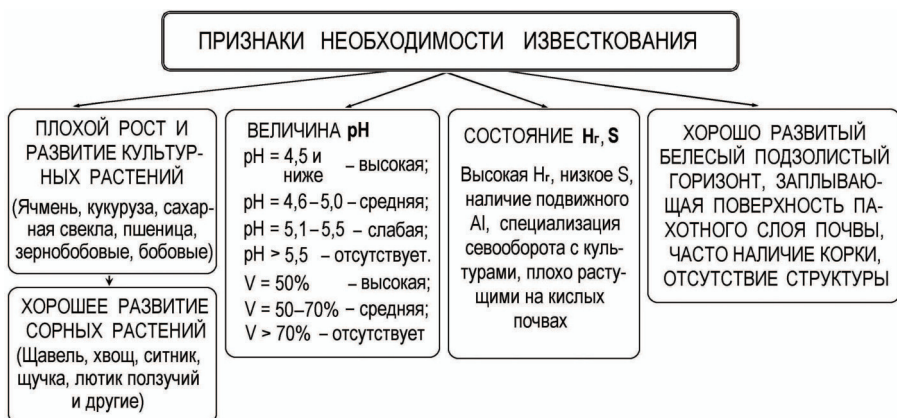 ПРИЗНАКИ НЕОБХОДИМОСТИ ИЗВЕСТКОВАНИЯ
ПЛОХОЙ РОСТ И
РАЗВИТИЕ КУЛЬТУР-
НЫХ РАСТЕНИЙ
(Ячмень, кукуруза, сахар-
ная свекла, пшеница,
зернобобовые, бобовые)
ХОРОШЕЕ РАЗВИТИЕ
СОРНЫХ РАСТЕНИЙ
(Щавель, хвощ, ситник,
щучка, лютик ползучий
и другие)
ВЕЛИЧИНА pH
pH = 4,5 и
ниже – высокая;
pH = 4,6 – 5,0 – средняя;
pH = 5,1 – 5,5 – слабая;
pH > 5,5 – отсутствует.
V = 50% – высокая;
V = 50–70% – средняя;
V > 70% – отсутствует
СОСТОЯНИЕ Hг, S
Высокая Hг, низкое S,
наличие подвижного
Al, специализация
севооборота с куль-
турами, плохо расту-
щими на кислых
почвах
ХОРОШО РАЗВИТЫЙ
БЕЛЕСЫЙ ПОДЗОЛИСТЫЙ
ГОРИЗОНТ, ЗАПЛЫВАЮ-
ЩАЯ ПОВЕРХНОСТЬ ПА-
ХОТНОГО СЛОЯ ПОЧВЫ,
ЧАСТО НАЛИЧИЕ КОРКИ,
ОТСУТСТВИЕ СТРУКТУРЫ